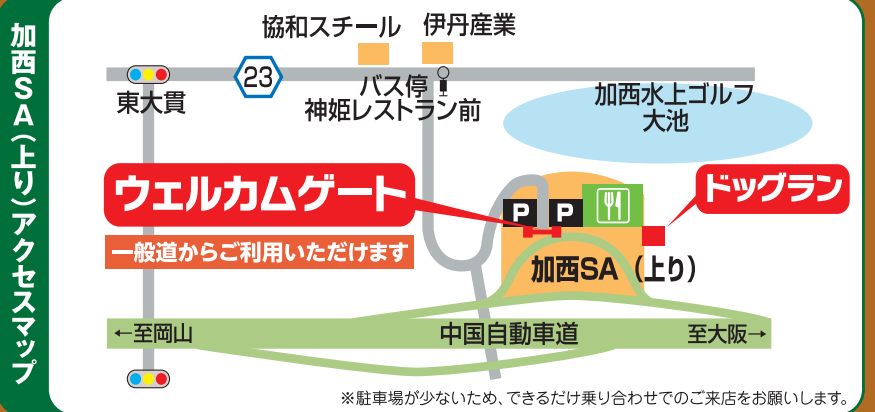 加西SA(上り)アクセスマップ
協和スチール
伊丹産業
23
東大貫
バス停
神姫レストラン前
加西水上ゴルフ
大池
ウェルカムゲート
ドッグラン
P
P
一般道からご利用いただけます
加西SA(上り)
←至岡山
中国自動車道
至大阪→
※駐車場が少ないため、できるだけ乗り合わせでのご来店をお願いします。